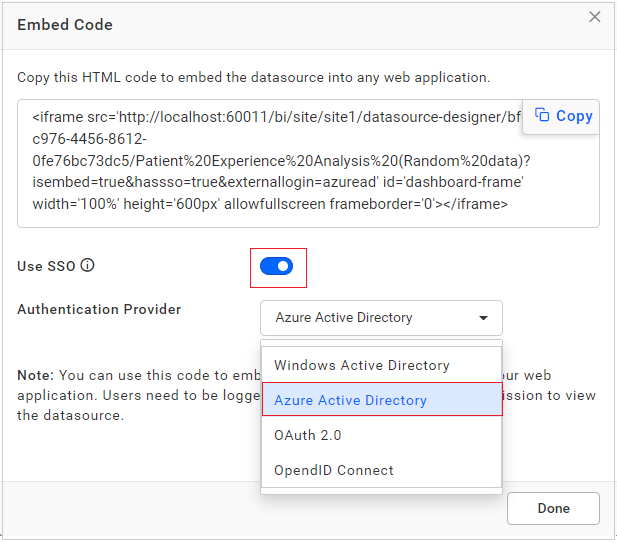 Embed Code
Copy this HTML code to embed the datasource into any web application.
<iframe src='http://localhost:60011/bi/site/site1/datasource-designer/bf
Copy
c976-4456-8612-
0fe76bc73dc5/Patient%20Experience%20Analysis%20(Random%20data)?
isembed=true&hassso=true&externallogin=azuread' id='dashboard-frame'
width='100%' height='600px' allowfullscreen frameborder='0'></iframe>
Use SSO
Authentication Provider
Azure Active Directory
Windows Active Directory
Azure Active Directory
OAuth 2.0
OpendID Connect
Note: You can use this code to emb ur web
application. Users need to be logge ission to view
the datasource.
Done